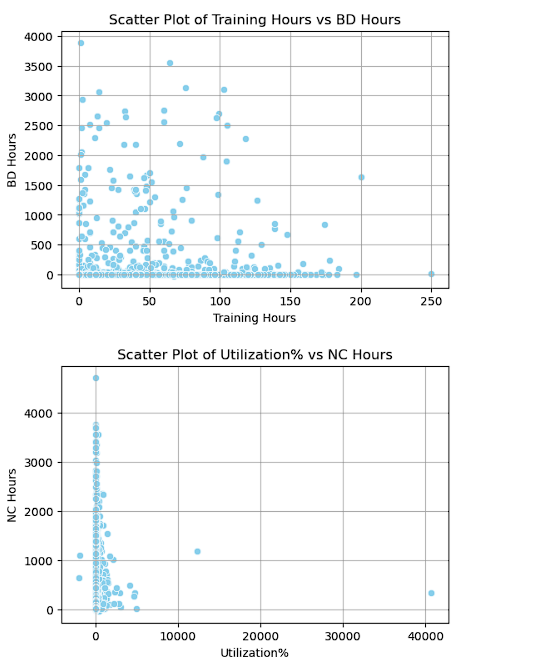 Scatter Plot of Training Hours vs BD Hours
4000
3500
3000
2500
2000
1500
1000
500
0
BD Hours
0 50 100 150 200 250
Training Hours
Scatter Plot of Utilization% vs NC Hours
4000
3000
2000
1000
0
NC Hours
0 10000 20000 30000 40000
Utilization%